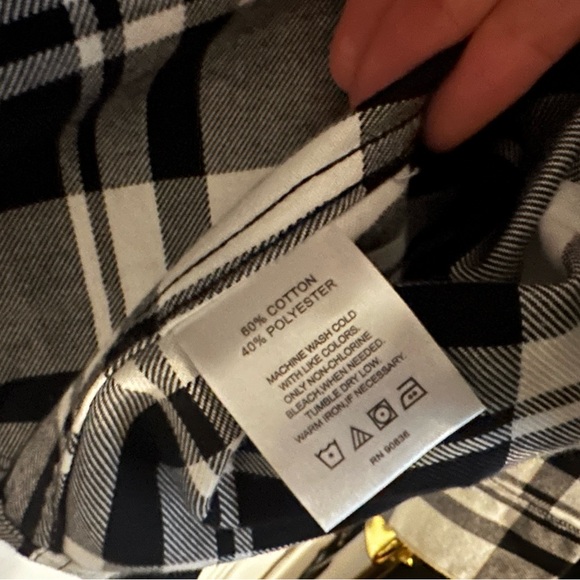 60% COTTON
40% POLYESTER
MACHINE WASH COLD
WITH LIKE COLORS.
ONLY NON-CHLORINE
BLEACH,WHEN NEEDED.
TUMBLE DRY LOW.
WARM IRON,IF NECESSARY.
RN 90836